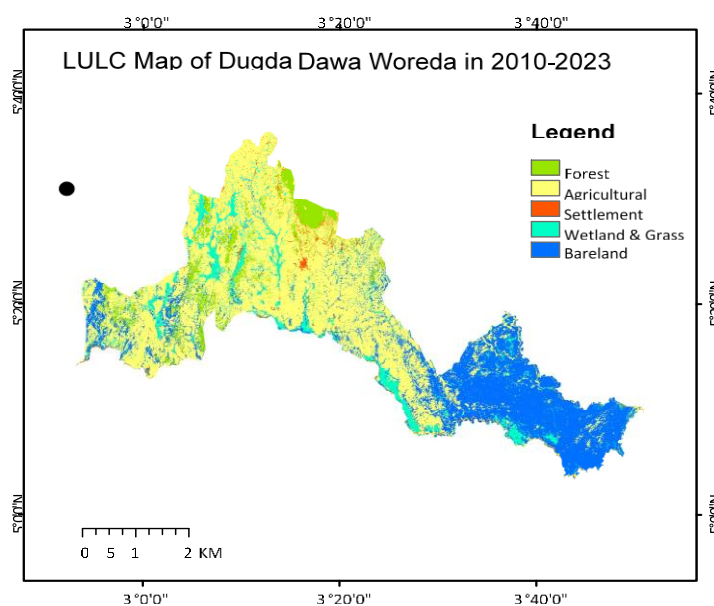 3°0'0" 3°20'0" 3°40'0"
LULC Map of Dugda Dawa Woreda in 2010-2023
5°40'0"N 5°40'0"N
Legend
Forest
Agricultural
Settlement
Wetland & Grass
Bareland
5°20'0"N 5°20'0"N
5°0'0"N 5°0'0"N
0 5 1 2 KM
3°0'0" 3°20'0" 3°40'0"